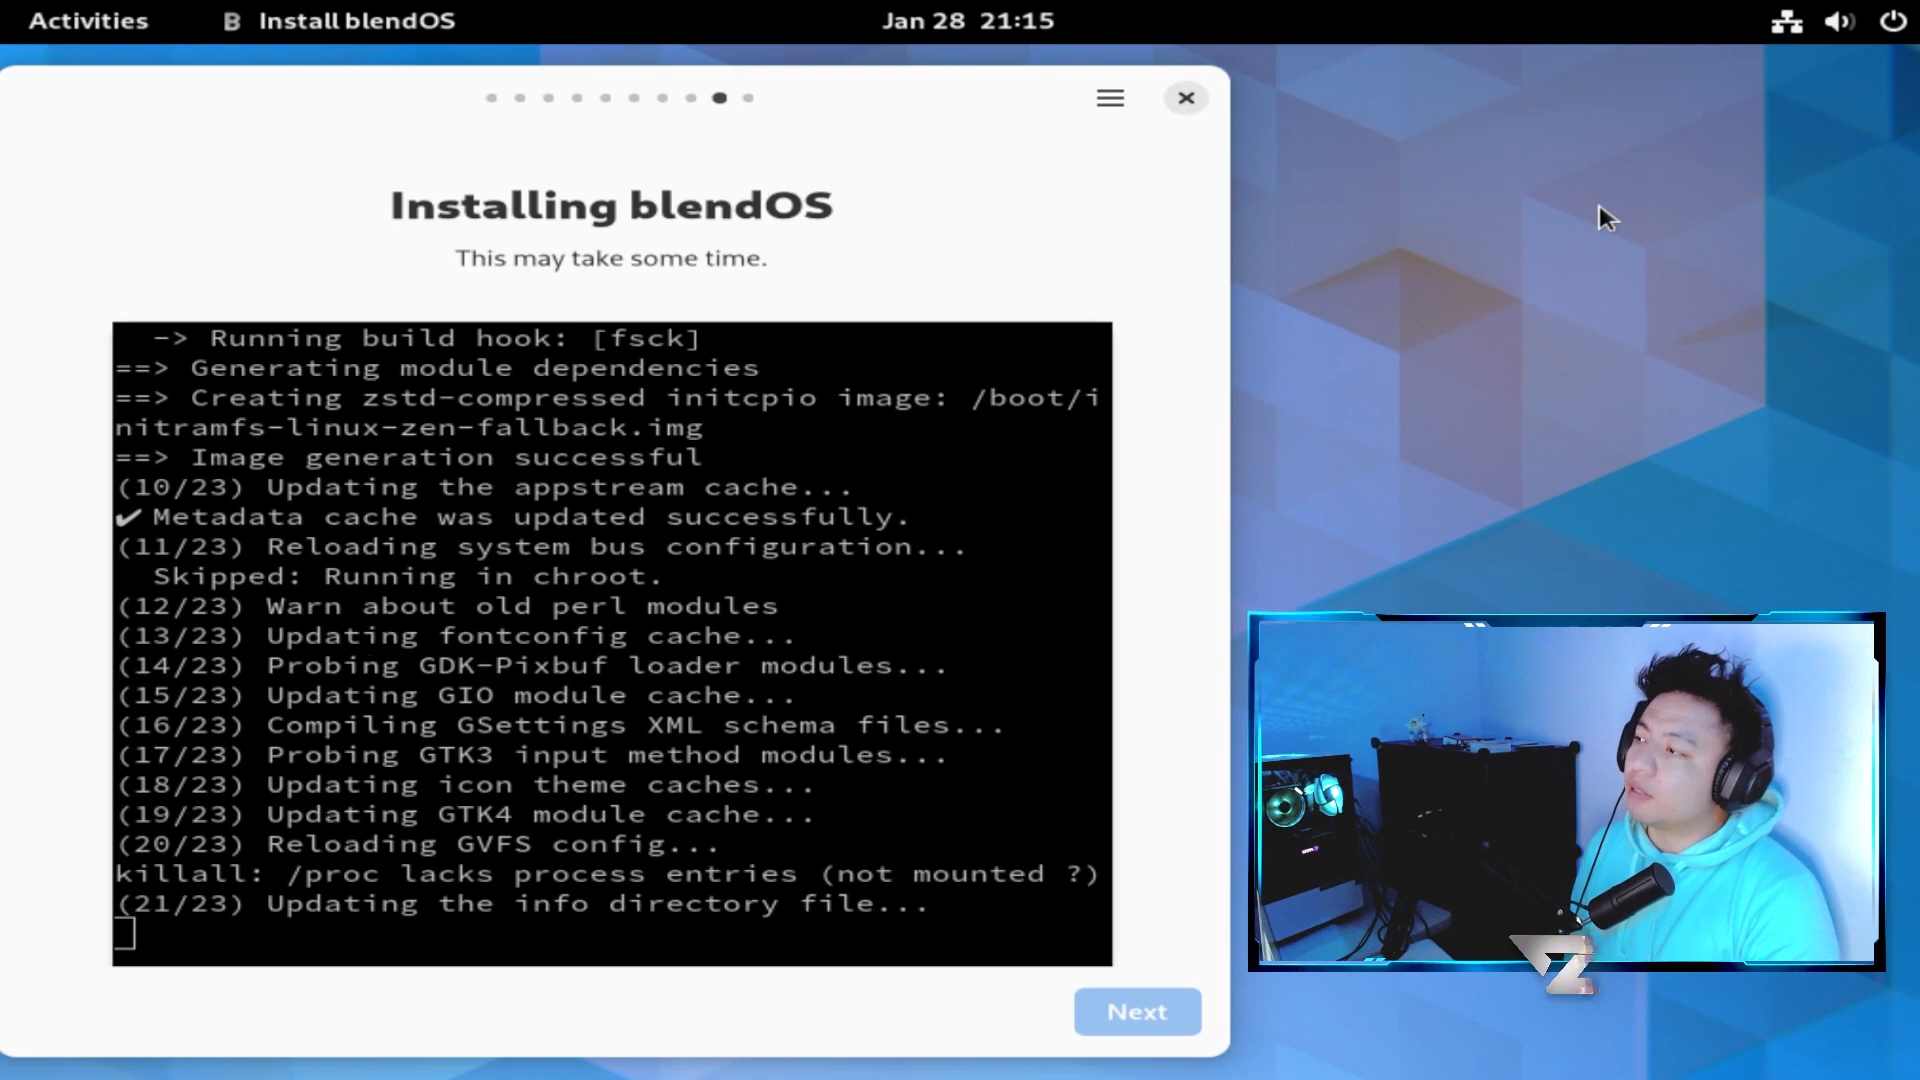 Activities
Install blendOS
Jan 28 21:15
Installing blendOS
This may take some time.
-> Running build hook: [fsck]
==> Generating module dependencies
==> Creating zstd-compressed initcpio image: /boot/i
nitramfs-linux-zen-fallback.img
==> Image generation successful
(10/23) Updating the appstream cache...
✔ Metadata cache was updated successfully.
(11/23) Reloading system bus configuration...
Skipped: Running in chroot.
(12/23) Warn about old perl modules
(13/23) Updating fontconfig cache...
(14/23) Probing GDK-Pixbuf loader modules...
(15/23) Updating GIO module cache...
(16/23) Compiling GSettings XML schema files...
(17/23) Probing GTK3 input method modules...
(18/23) Updating icon theme caches...
(19/23) Updating GTK4 module cache...
(20/23) Reloading GVFS config...
killall: /proc lacks process entries (not mounted ?)
(21/23) Updating the info directory file...
Next